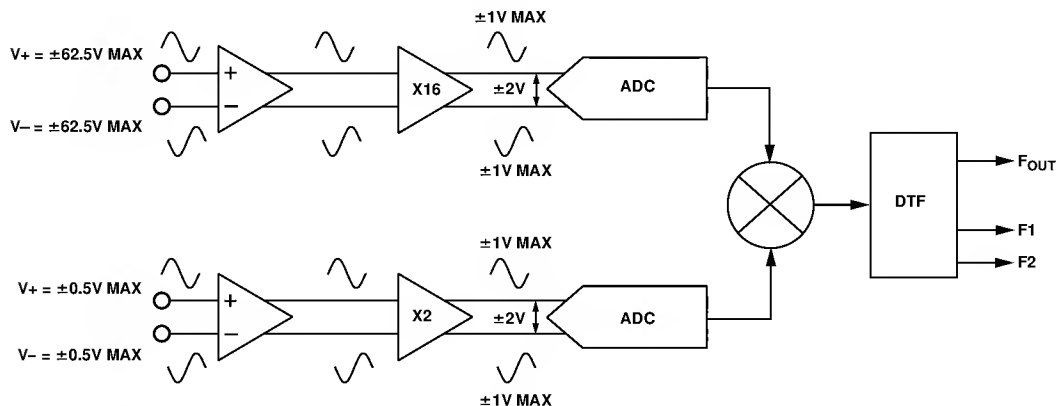 ±1V MAX
V+ = ±62.5V MAX
+
X16
±2V
ADC
–
V– = ±62.5V MAX
±1V MAX
DTF
FOUT
F1
F2
±1V MAX
V+ = ±0.5V MAX
+
X2
±2V
ADC
–
V– = ±0.5V MAX
±1V MAX